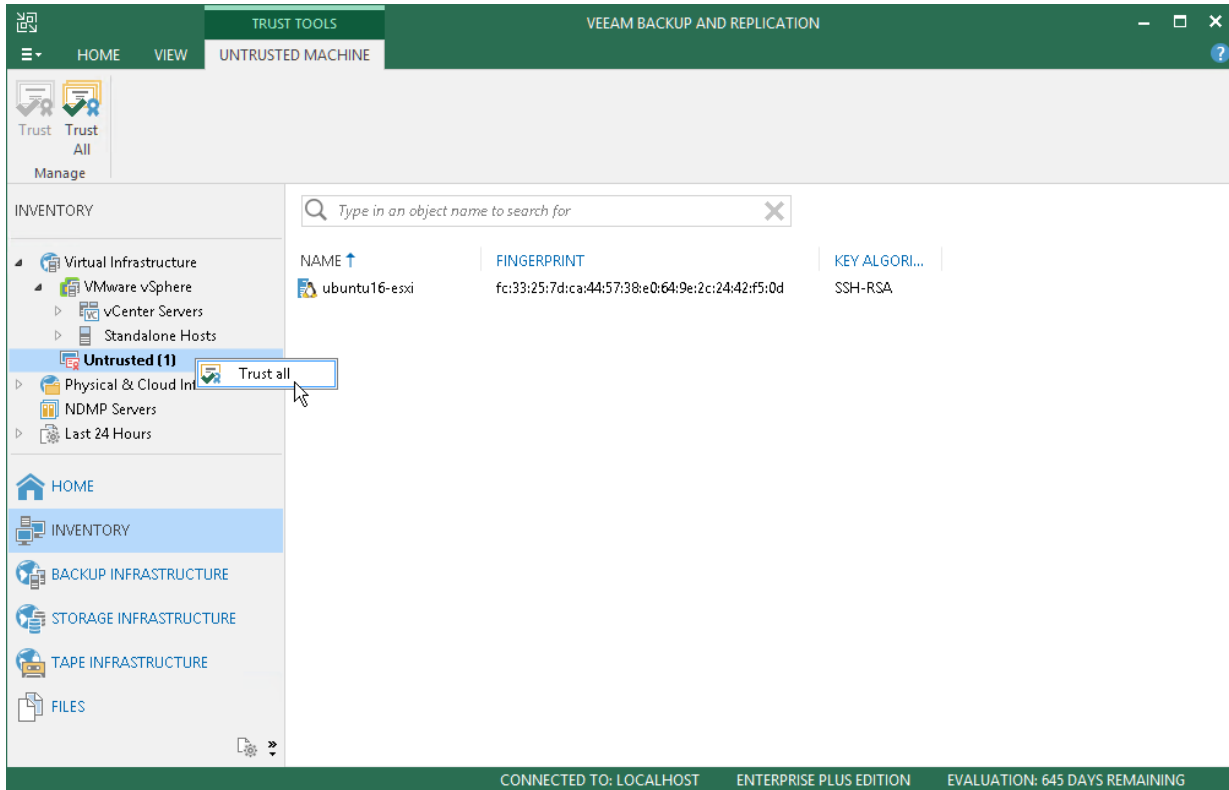 TRUST TOOLS
VEEAM BACKUP AND REPLICATION
HOME VIEW UNTRUSTED MACHINE
?
Trust
Trust
All
Manage
INVENTORY
Type in an object name to search for
Virtual Infrastructure
VMware vSphere
vCenter Servers
Standalone Hosts
Untrusted (1)
Trust all
Physical & Cloud
NDMP Servers
Last 24 Hours
NAME FINGERPRINT KEY ALGORI...
ubuntu16-esxi fc:33:25:7d:ca:44:57:38:e0:64:9e:2c:24:42:f5:0d SSH-RSA
HOME
INVENTORY
BACKUP INFRASTRUCTURE
STORAGE INFRASTRUCTURE
TAPE INFRASTRUCTURE
FILES
CONNECTED TO: LOCALHOST ENTERPRISE PLUS EDITION EVALUATION: 645 DAYS REMAINING